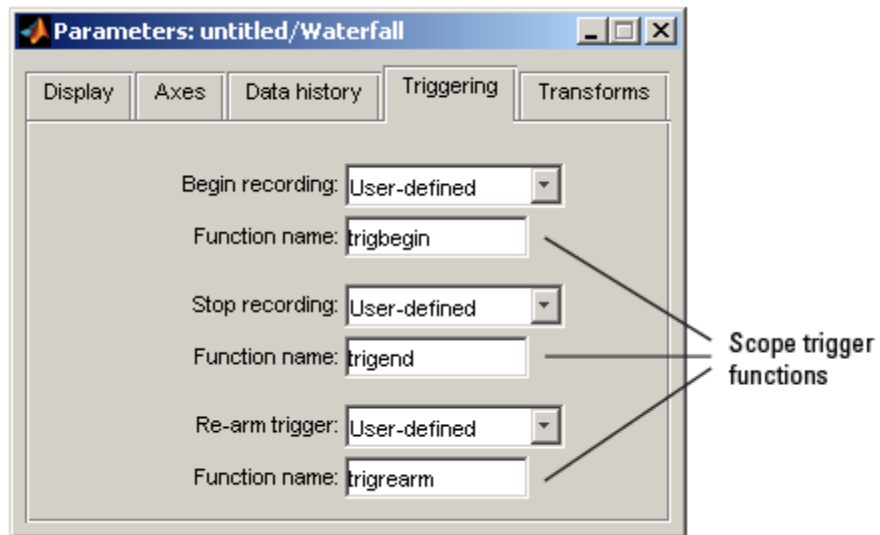 Parameters: untitled/Waterfall
Display Axes Data history Triggering Transforms
Begin recording: User-defined
Function name: trigbegin
Stop recording: User-defined
Function name: trigend
Re-arm trigger: User-defined
Function name: trigrearm
Scope trigger
functions